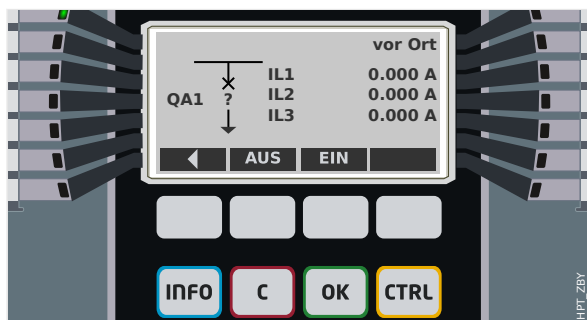 vor Ort
IL1 0.000 A
QA1 ? IL2 0.000 A
IL3 0.000 A
AUS EIN
INFO C OK CTRL
HPT_ZBY